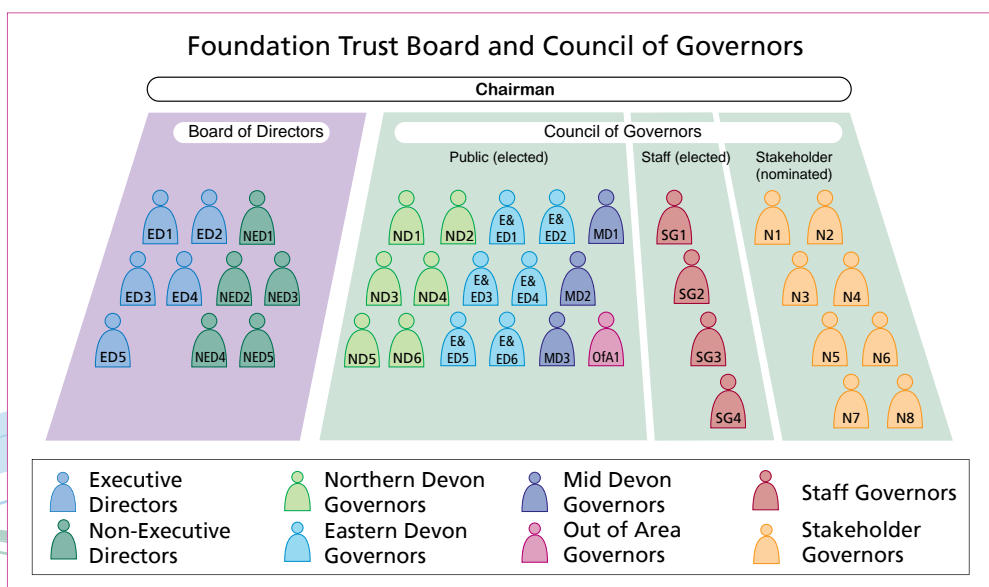 Foundation Trust Board and Council of Governors
Chairman
Board of Directors
Council of Governors
Public (elected)
Staff (elected)
Stakeholder
(nominated)
ED1 ED2 NED1
ED3 ED4 NED2 NED3
ED5 NED4 NED5
ND1 ND2 E& ED1 E& ED2 MD1
ND3 ND4 E& ED3 E& ED4 MD2
ND5 ND6 E& ED5 E& ED6 MD3 OfA1
SG1
SG2
SG3
SG4
N1 N2
N3 N4
N5 N6
N7 N8
Executive
Directors
Non-Executive
Directors
Northern Devon
Governors
Eastern Devon
Governors
Mid Devon
Governors
Out of Area
Governors
Staff Governors
Stakeholder
Governors